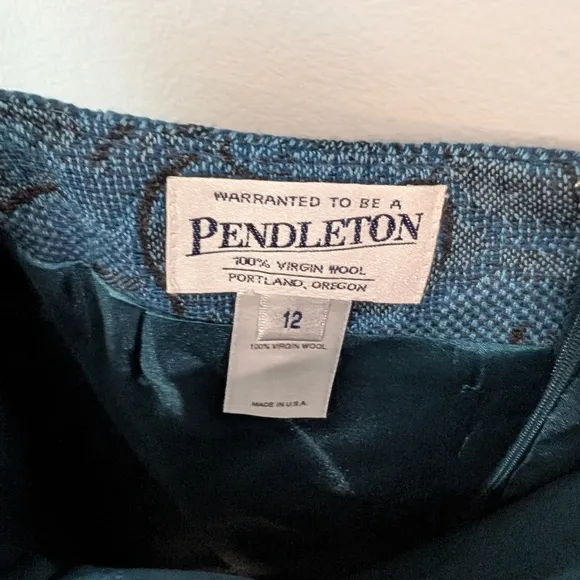 WARRANTED TO BE A
PENDLETON
100% VIRGIN WOOL
PORTLAND, OREGON
12
100% VIRGIN WOOL
MADE IN U.S.A.